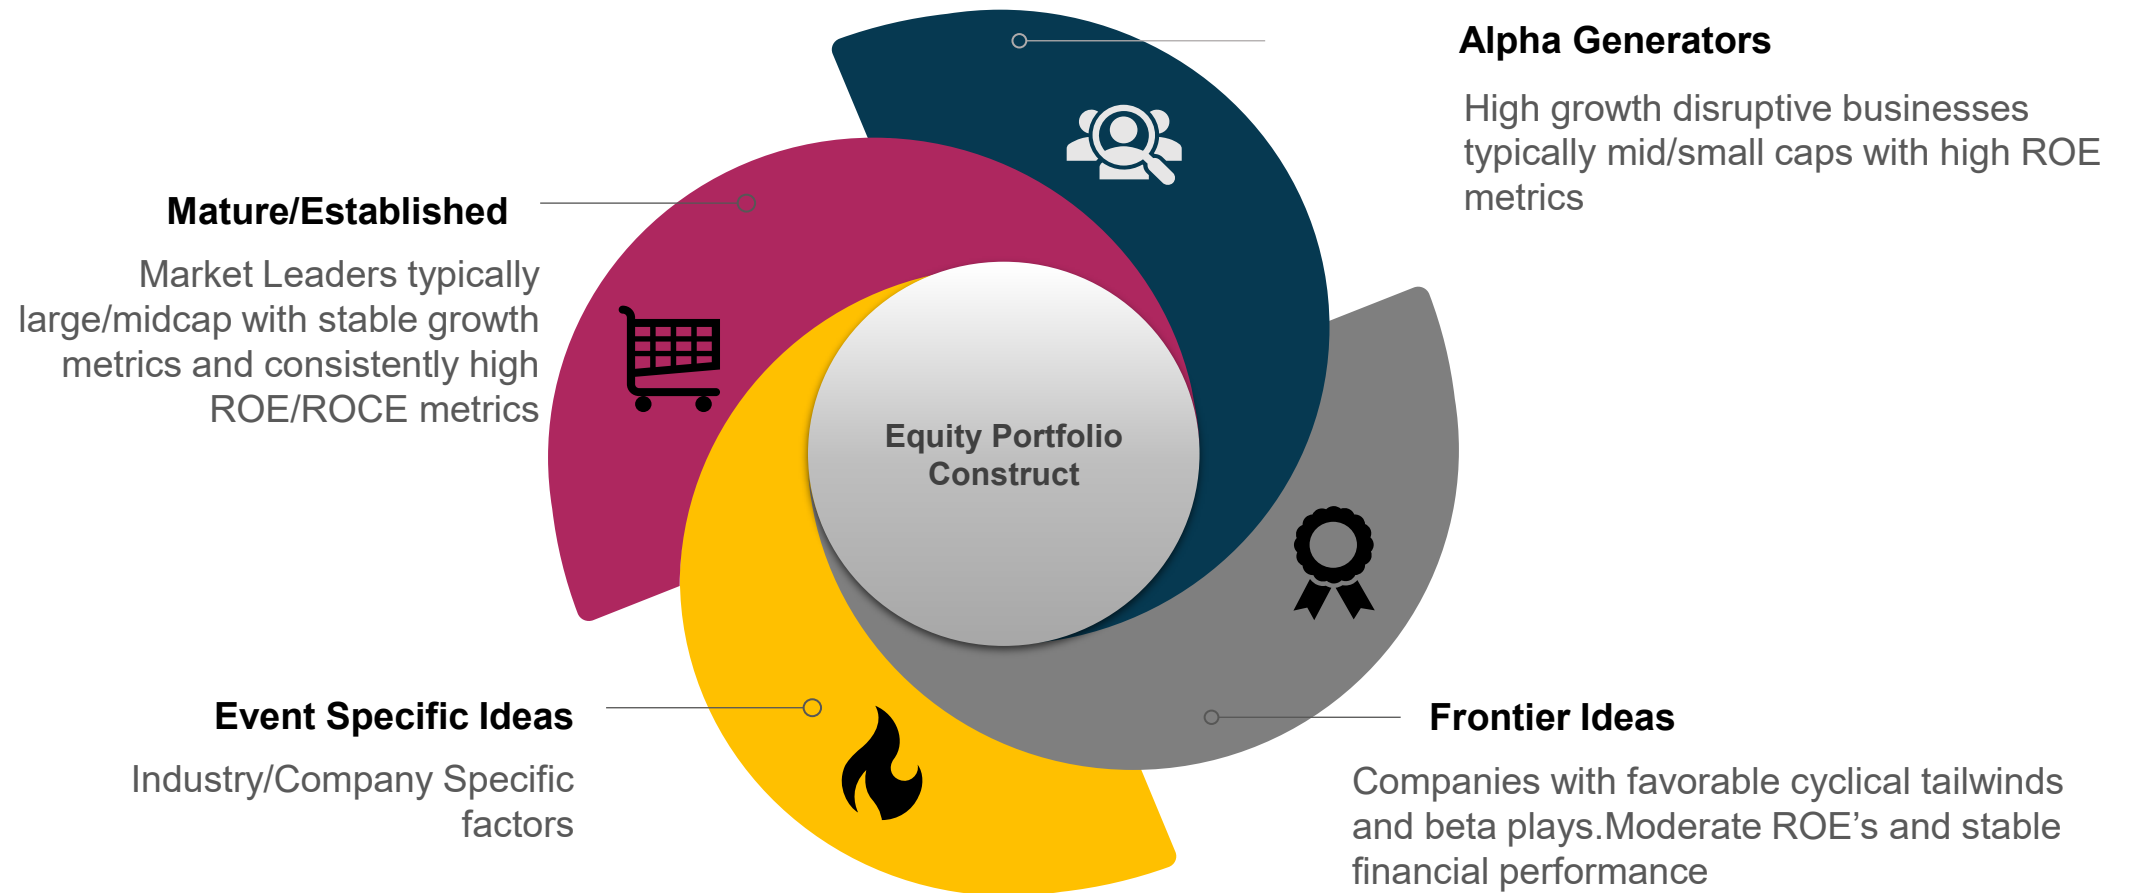 Alpha Generators
High growth disruptive businesses
typically mid/small caps with high ROE
metrics
Mature/Established
Market Leaders typically
large/midcap with stable growth
metrics and consistently high
ROE/ROCE metrics
Equity Portfolio
Construct
Event Specific Ideas
Industry/Company Specific
factors
Frontier Ideas
Companies with favorable cyclical tailwinds
and beta plays.Moderate ROE’s and stable
financial performance